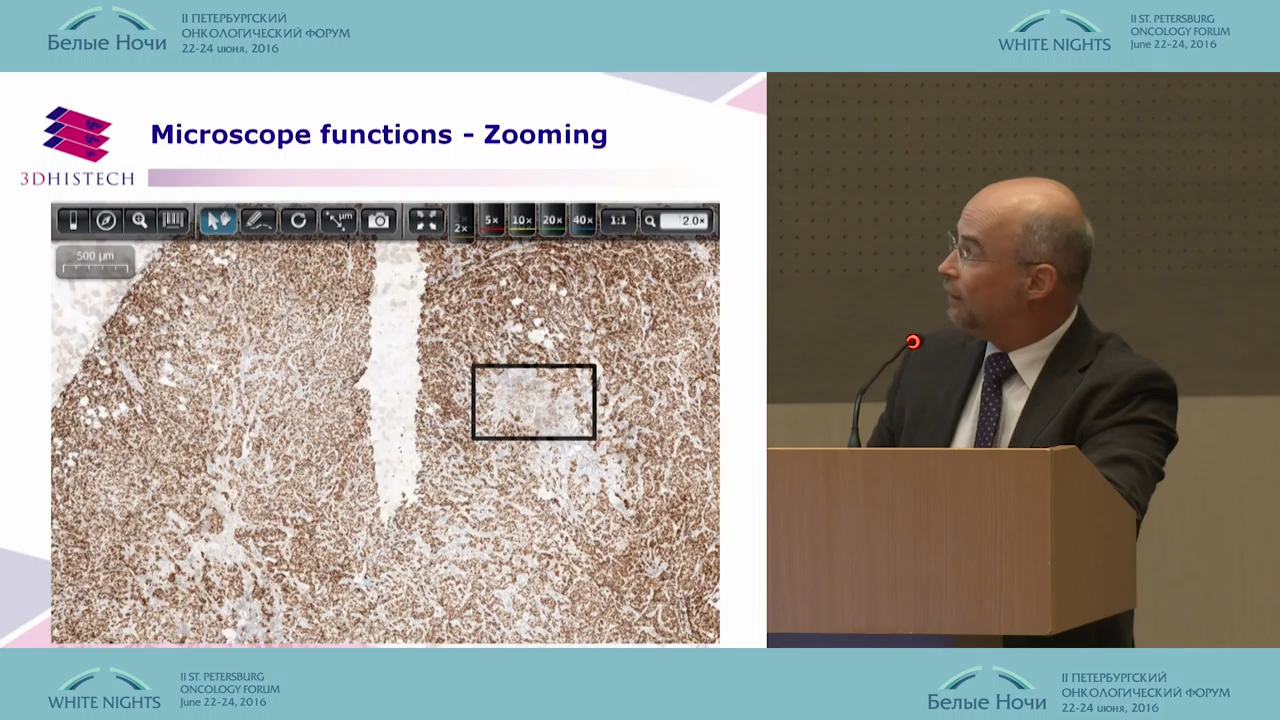 Белые Ночи
II ПЕТЕРБУРГСКИЙ
ОНКОЛОГИЧЕСКИЙ ФОРУМ
22-24 июня, 2016
WHITE NIGHTS
II ST. PETERSBURG
ONCOLOGY FORUM
June 22-24, 2016
3DHISTECH
Microscope functions - Zooming
2×
5×
10×
20×
40×
1:1
2.0×
µm
500 µm
WHITE NIGHTS
II ST. PETERSBURG
ONCOLOGY FORUM
June 22-24, 2016
Белые Ночи
II ПЕТЕРБУРГСКИЙ
ОНКОЛОГИЧЕСКИЙ ФОРУМ
22-24 июня, 2016